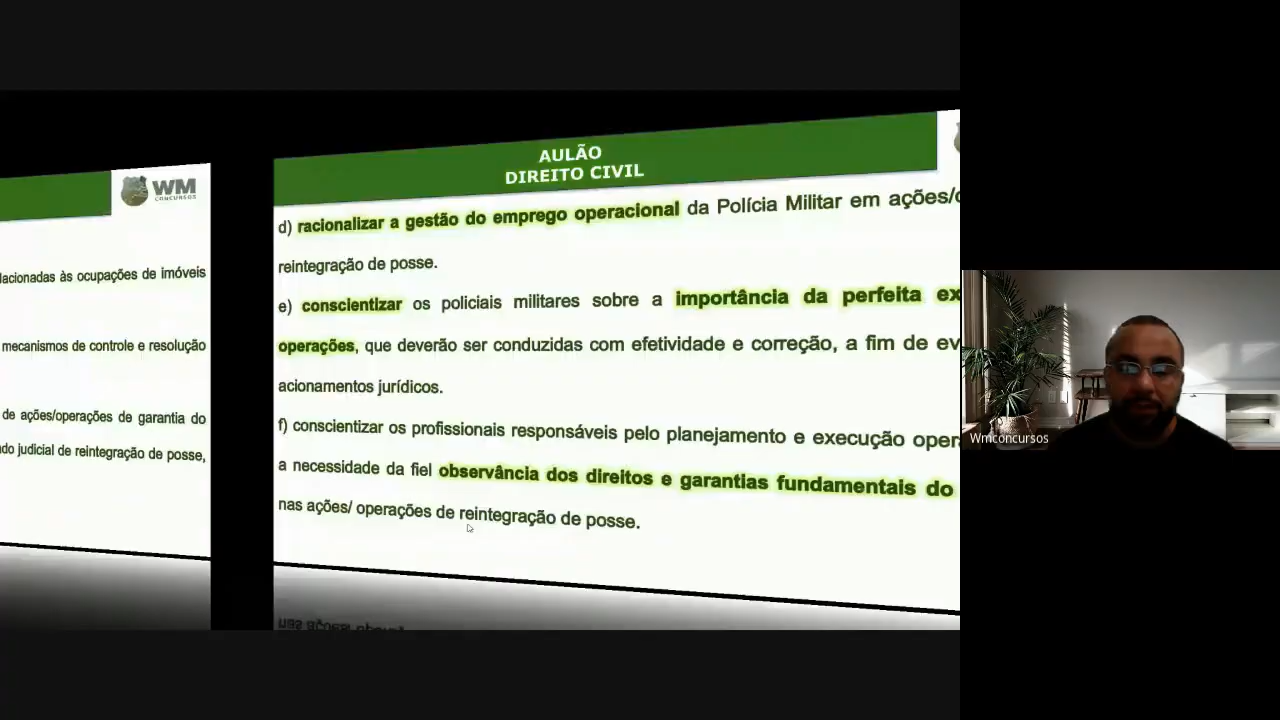 WM
CONCURSOS
lacionadas às ocupações de imóveis
mecanismos de controle e resolução
de ações/operações de garantia do
do judicial de reintegração de posse,
AULÃO
DIREITO CIVIL
d) racionalizar a gestão do emprego operacional da Polícia Militar em ações/
reintegração de posse.
e) conscientizar os policiais militares sobre a importância da perfeita ex
operações, que deverão ser conduzidas com efetividade e correção, a fim de ev
acionamentos jurídicos.
f) conscientizar os profissionais responsáveis pelo planejamento e execução oper
a necessidade da fiel observância dos direitos e garantias fundamentais do
nas ações/ operações de reintegração de posse.
Wmconcursos